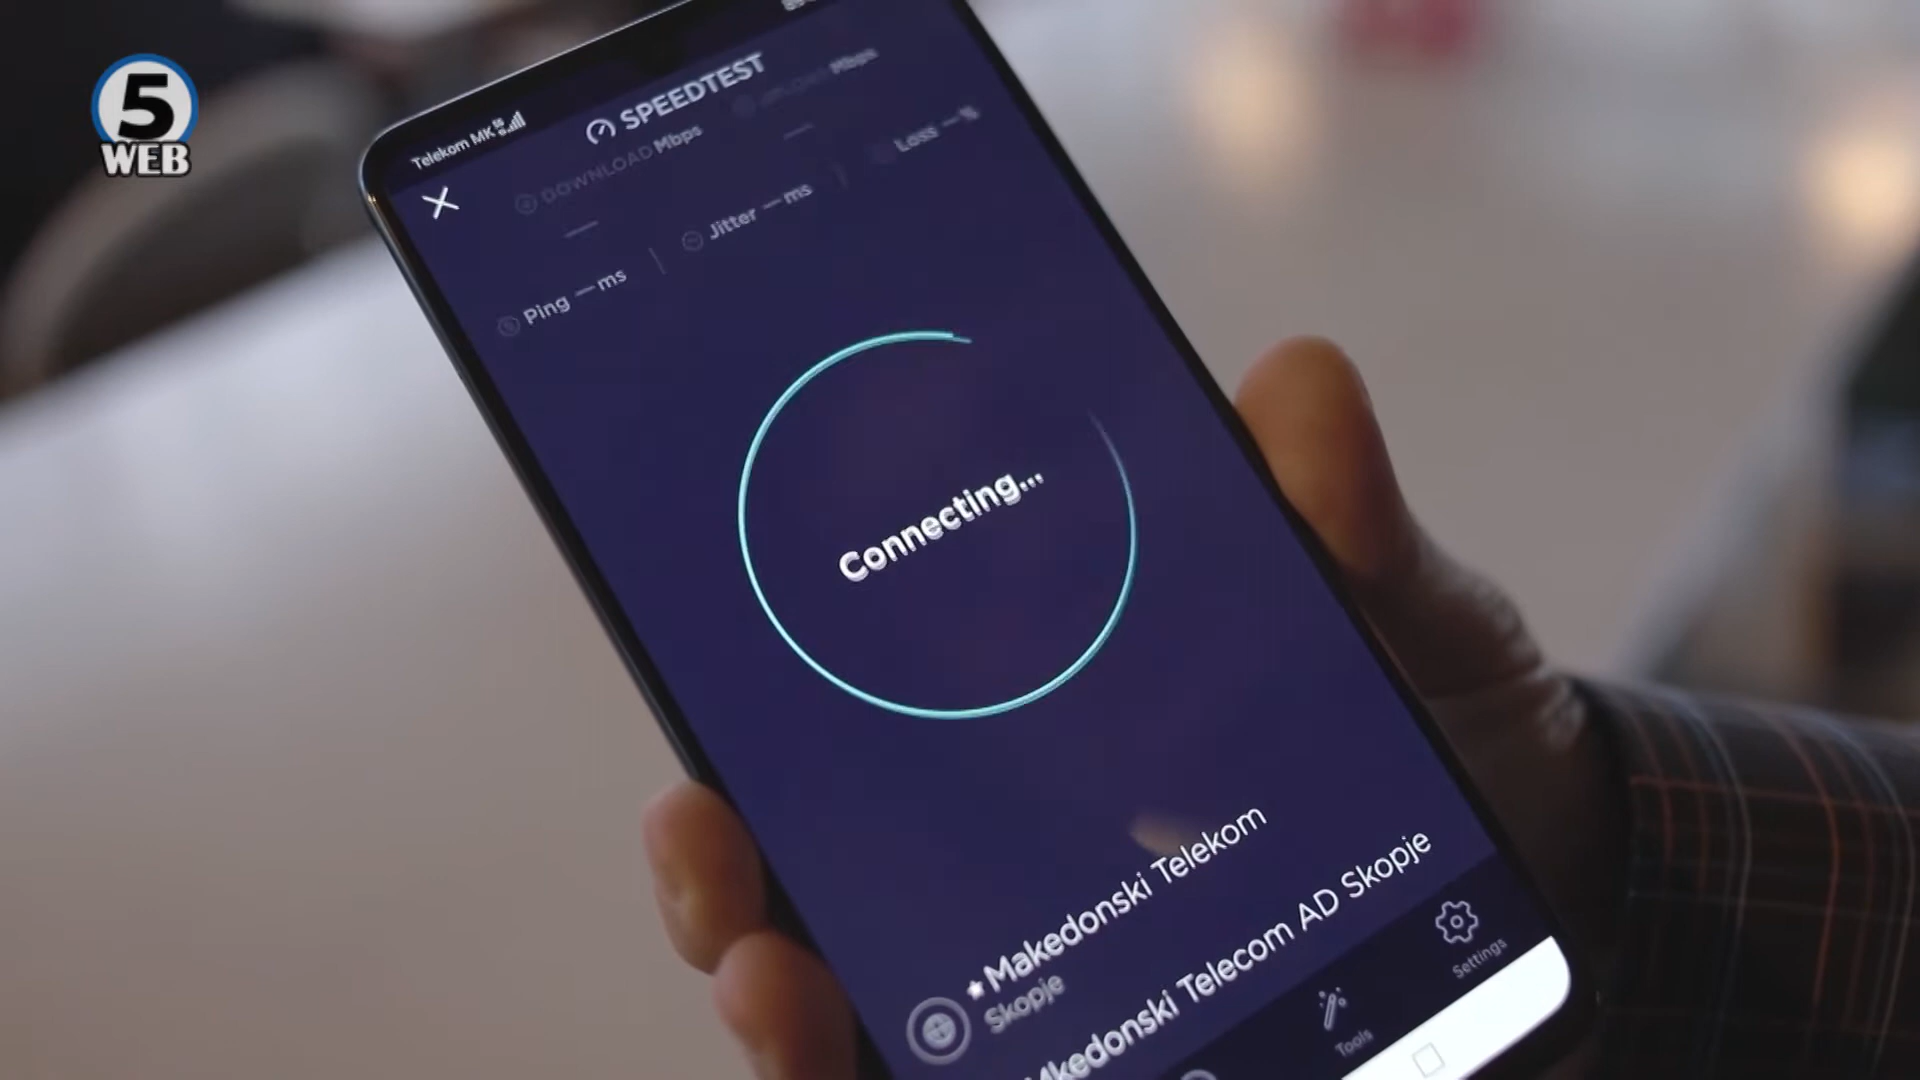 5
WEB
Telekom MK
SPEEDTEST
DOWNLOAD Mbps
UPLOAD Mbps
Ping — ms
Jitter — ms
Loss — %
Connecting...
Makedonski Telekom
Skopje
Makedonski Telecom AD Skopje
Tools
Settings